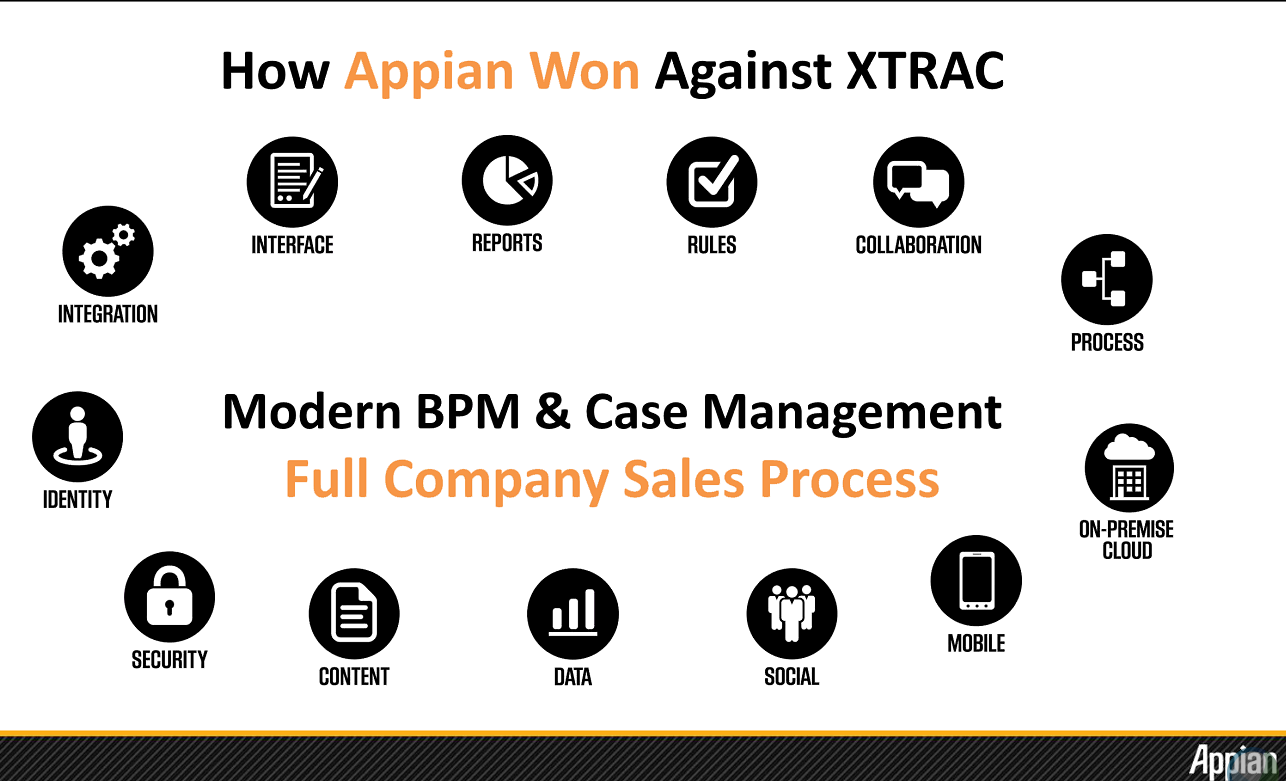 How Appian Won Against XTRAC
INTERFACE
REPORTS
RULES
COLLABORATION
INTEGRATION
PROCESS
Modern BPM & Case Management
Full Company Sales Process
IDENTITY
ON-PREMISE
CLOUD
SECURITY
CONTENT
DATA
SOCIAL
MOBILE
Appian